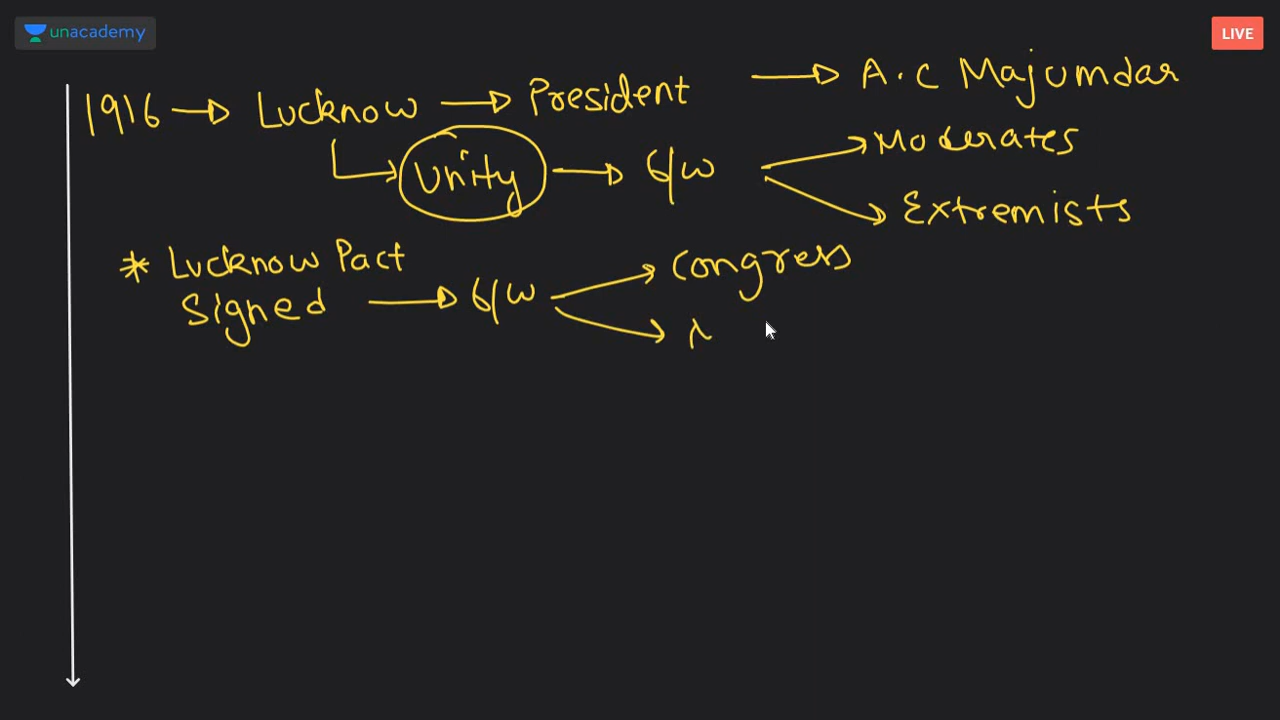 unacademy
LIVE
1916 → Lucknow → President → A.C Majumdar
Unity → b/w Moderates
Extremists
* Lucknow Pact
Signed → b/w Congress